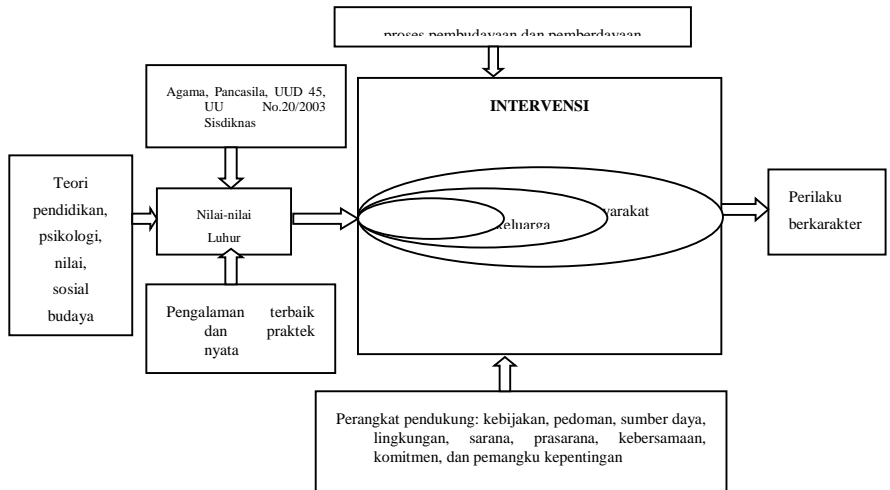 proses pembudayaan dan pemberdayaan
Agama, Pancasila, UUD 45,
UU No.20/2003
Sisdiknas
INTERVENSI
Teori
pendidikan,
psikologi,
nilai,
sosial
budaya
Nilai-nilai
Luhur
yarakat
keluarga
Perilaku
berkarakter
Pengalaman terbaik
dan praktek
nyata
Perangkat pendukung: kebijakan, pedoman, sumber daya,
lingkungan, sarana, prasarana, kebersamaan,
komitmen, dan pemangku kepentingan